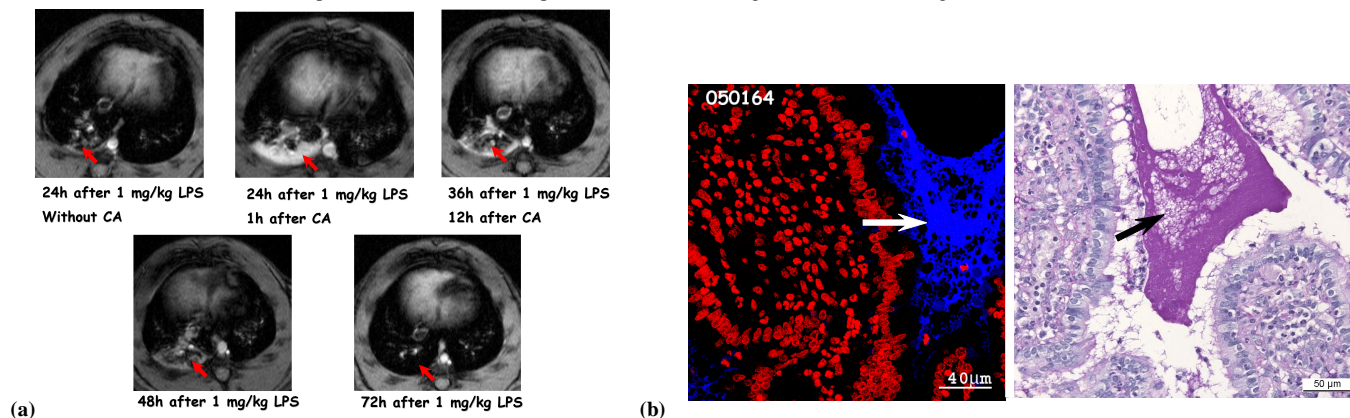 24h after 1 mg/kg LPS
Without CA
24h after 1 mg/kg LPS
1h after CA
36h after 1 mg/kg LPS
12h after CA
48h after 1 mg/kg LPS
72h after 1 mg/kg LPS
(a)
050164
40µm
50 µm
(b)